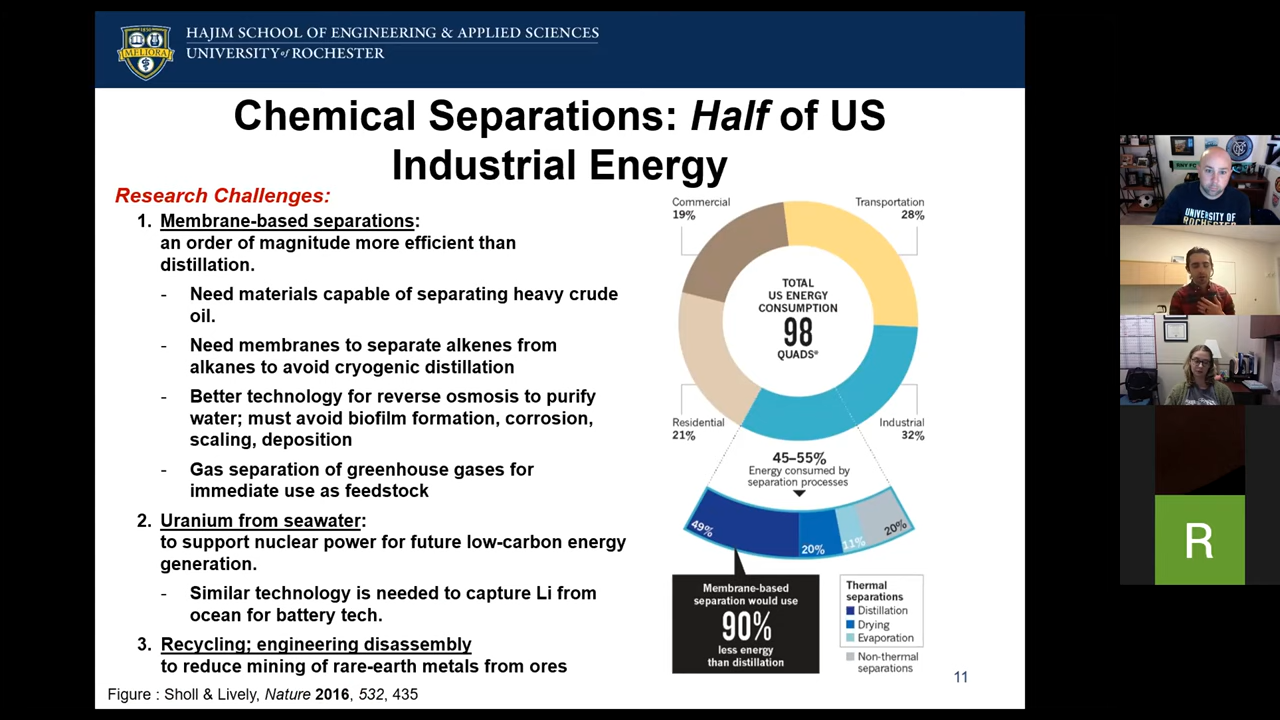 HAJIM SCHOOL OF ENGINEERING & APPLIED SCIENCES
UNIVERSITY of ROCHESTER
MELIORA
Chemical Separations: Half of US
Industrial Energy
Research Challenges:
1. Membrane-based separations:
an order of magnitude more efficient than
distillation.
- Need materials capable of separating heavy crude
oil.
- Need membranes to separate alkenes from
alkanes to avoid cryogenic distillation
- Better technology for reverse osmosis to purify
water; must avoid biofilm formation, corrosion,
scaling, deposition
- Gas separation of greenhouse gases for
immediate use as feedstock
2. Uranium from seawater:
to support nuclear power for future low-carbon energy
generation.
- Similar technology is needed to capture Li from
ocean for battery tech.
3. Recycling; engineering disassembly
to reduce mining of rare-earth metals from ores
Figure : Sholl & Lively, Nature 2016, 532, 435
Commercial
19%
Transportation
28%
TOTAL
US ENERGY
CONSUMPTION
98
QUADS*
Residential
21%
Industrial
32%
45–55%
Energy consumed by
separation processes
49%
20%
11%
20%
Membrane-based
separation would use
90%
less energy
than distillation
Thermal
separations
Distillation
Drying
Evaporation
Non-thermal
separations
11
UNIVERSITY OF
ROCHESTER
R